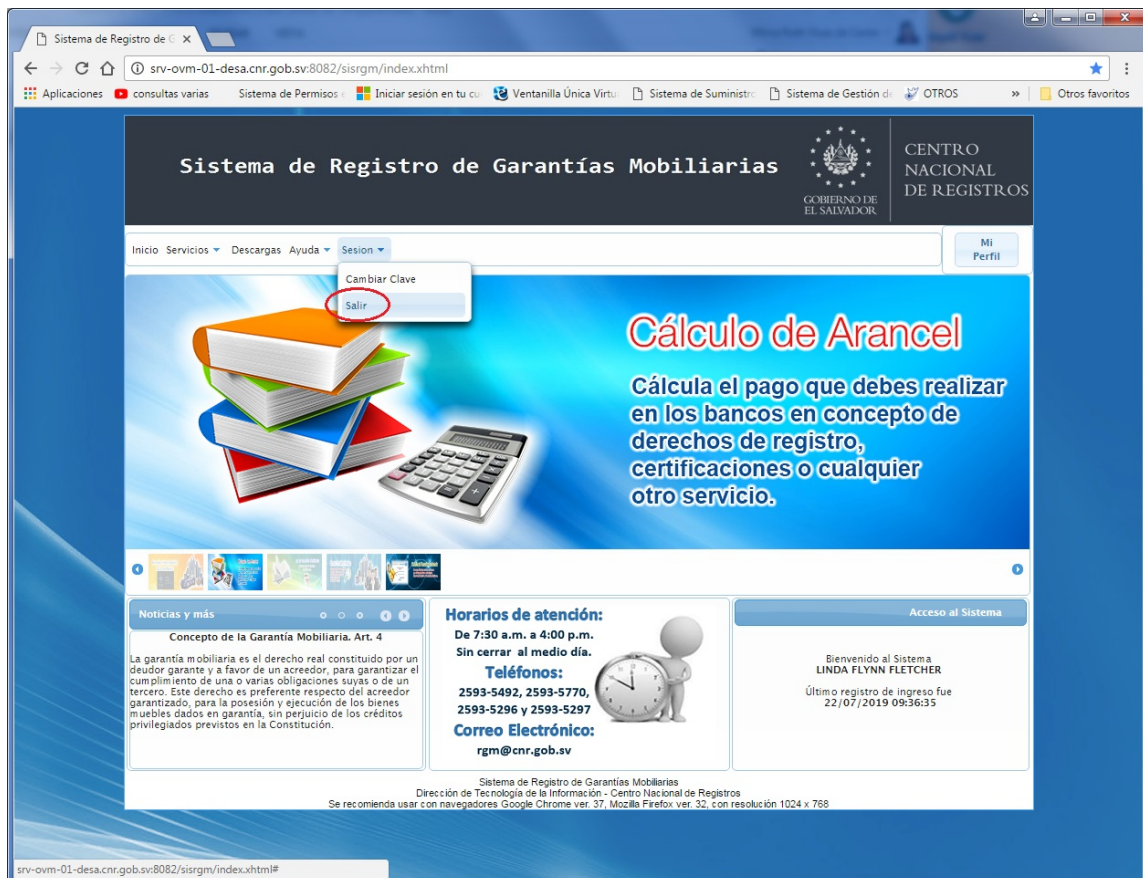 Sistema de Registro de G
srv-ovm-01-desa.cnr.gob.sv:8082/sisrgm/index.xhtml
Aplicaciones consultas varias Sistema de Permisos e Iniciar sesión en tu cu Ventanilla Única Virtu Sistema de Suministro Sistema de Gestión de OTROS » Otros favoritos
Sistema de Registro de Garantías Mobiliarias
GOBIERNO DE
EL SALVADOR
CENTRO
NACIONAL
DE REGISTROS
Inicio Servicios Descargas Ayuda Sesion
Mi
Perfil
Cambiar Clave
Salir
Cálculo de Arancel
Cálcula el pago que debes realizar
en los bancos en concepto de
derechos de registro,
certificaciones o cualquier
otro servicio.
Noticias y más
Concepto de la Garantía Mobiliaria. Art. 4
La garantía mobiliaria es el derecho real constituido por un
deudor garante y a favor de un acreedor, para garantizar el
cumplimiento de una o varias obligaciones suyas o de un
tercero. Este derecho es preferente respecto del acreedor
garantizado, para la posesión y ejecución de los bienes
muebles dados en garantía, sin perjuicio de los créditos
privilegiados previstos en la Constitución.
Horarios de atención:
De 7:30 a.m. a 4:00 p.m.
Sin cerrar al medio día.
Teléfonos:
2593-5492, 2593-5770,
2593-5296 y 2593-5297
Correo Electrónico:
rgm@cnr.gob.sv
Acceso al Sistema
Bienvenido al Sistema
LINDA FLYNN
FLETCHER
Último registro de ingreso fue
22/07/2019 09:36:35
Sistema de Registro de Garantías Mobiliarias
Dirección de Tecnología de la Información - Centro Nacional de Registros
Se recomienda usar con navegadores Google Chrome ver. 37, Mozilla Firefox ver. 32, con resolución 1024 x 768
srv-ovm-01-desa.cnr.gob.sv:8082/sisrgm/index.xhtml#